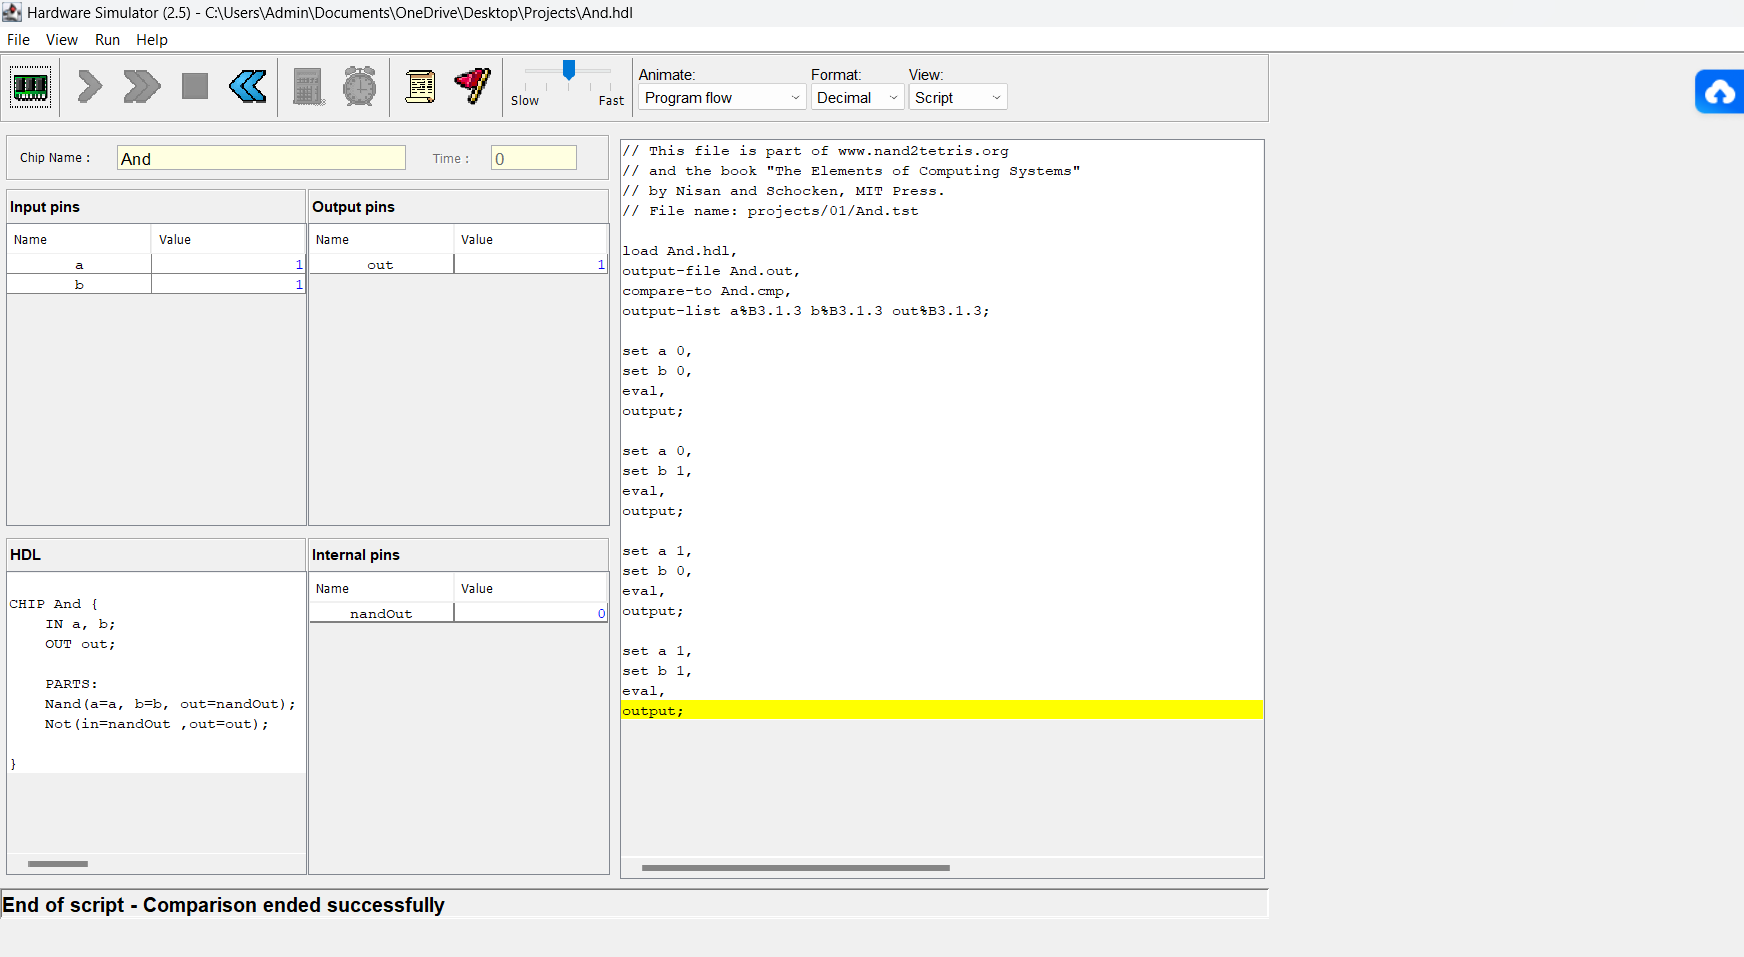 Hardware Simulator (2.5) - C:\Users\Admin\Documents\OneDrive\Desktop\Projects\And.hdl
File View Run Help
Slow Fast
Animate: Format: View:
Program flow Decimal Script
Chip Name : And Time : 0
Input pins
Name Value
a 1
b 1
Output pins
Name Value
out 1
HDL
CHIP And {
    IN a, b;
    OUT out;

    PARTS:
    Nand(a=a, b=b, out=nandOut);
    Not(in=nandOut ,out=out);

}
Internal pins
Name Value
nandOut 0
// This file is part of www.nand2tetris.org
// and the book "The Elements of Computing Systems"
// by Nisan and Schocken, MIT Press.
// File name: projects/01/And.tst

load And.hdl,
output-file And.out,
compare-to And.cmp,
output-list a%B3.1.3 b%B3.1.3 out%B3.1.3;

set a 0,
set b 0,
eval,
output;

set a 0,
set b 1,
eval,
output;

set a 1,
set b 0,
eval,
output;

set a 1,
set b 1,
eval,
output;
End of script - Comparison ended successfully